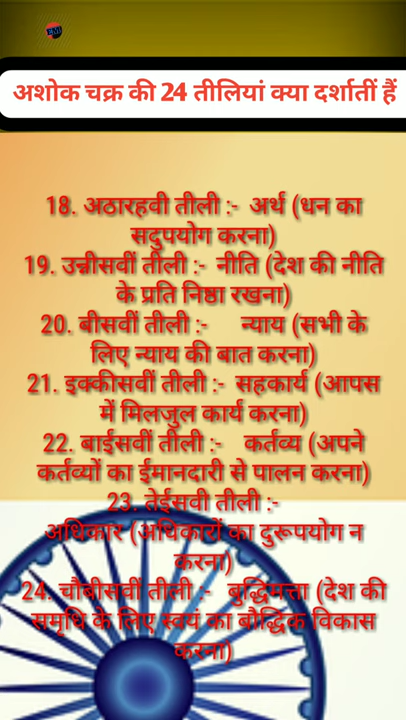 अशोक चक्र की 24 तीलियां क्या दर्शातीं हैं
18. अठारहवी तीली :- अर्थ (धन का
सदुपयोग करना)
19. उन्नीसवीं तीली :- नीति (देश की नीति
के प्रति निष्ठा रखना)
20. बीसवीं तीली :- न्याय (सभी के
लिए न्याय की बात करना)
21. इक्कीसवीं तीली :- सहकार्य (आपस
में मिलजुल कार्य करना)
22. बाईसवीं तीली :- कर्तव्य (अपने
कर्तव्यों का ईमानदारी से पालन करना)
23. तेईसवी तीली :-
अधिकार (अधिकारों का दुरूपयोग न
करना)
24. चौबीसवीं तीली :- बुद्धिमत्ता (देश की
समृधि के लिए स्वयं का बौद्धिक विकास
करना)